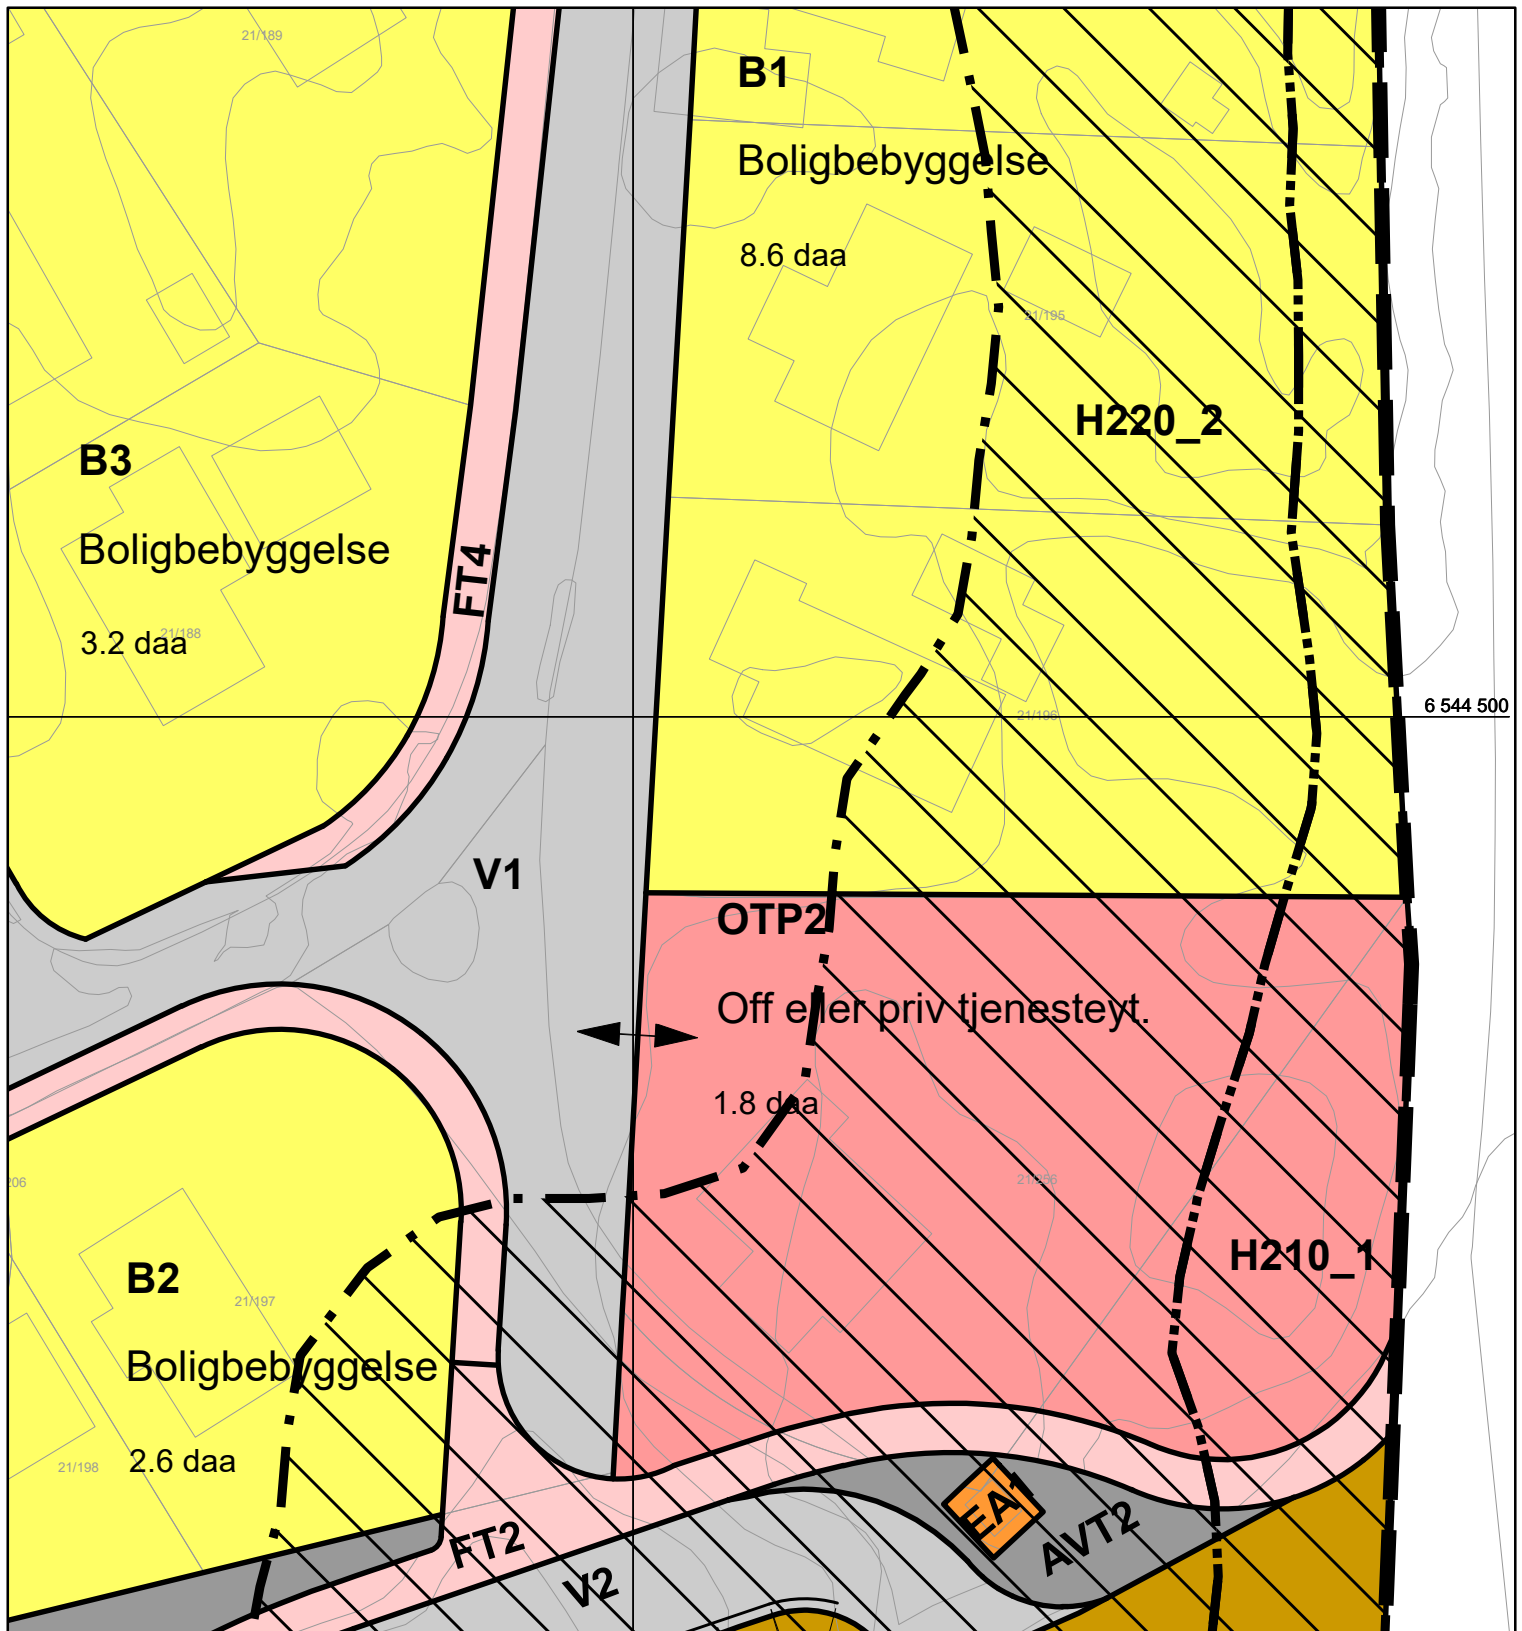 21/189
B1
Boligbebyggelse
8.6 daa
21/195
H220_2
B3
Boligbebyggelse
3.2 daa
21/188
FT4
6 544 500
21/196
V1
OTP2
Off eller priv tjenesteyt.
1.8 daa
21/256
206
H210_1
B2
21/197
Boligbebyggelse
2.6 daa
21/198
FT2
V2
EA1
AVT2